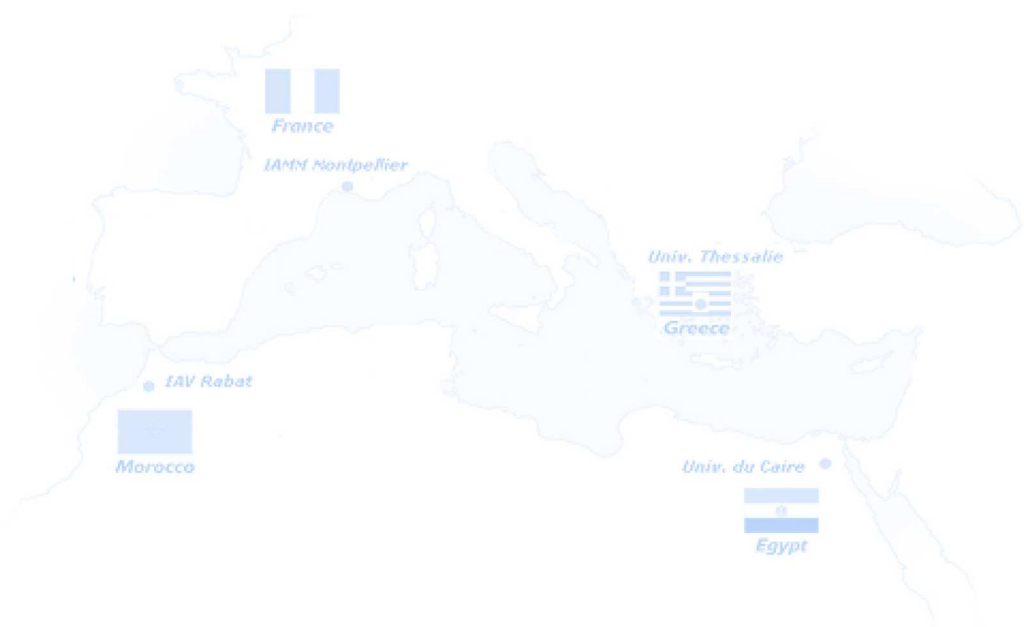 France
IAMM Montpellier
Univ. Thessalie
Greece
IAV Rabat
Morocco
Univ. du Caire
Egypt